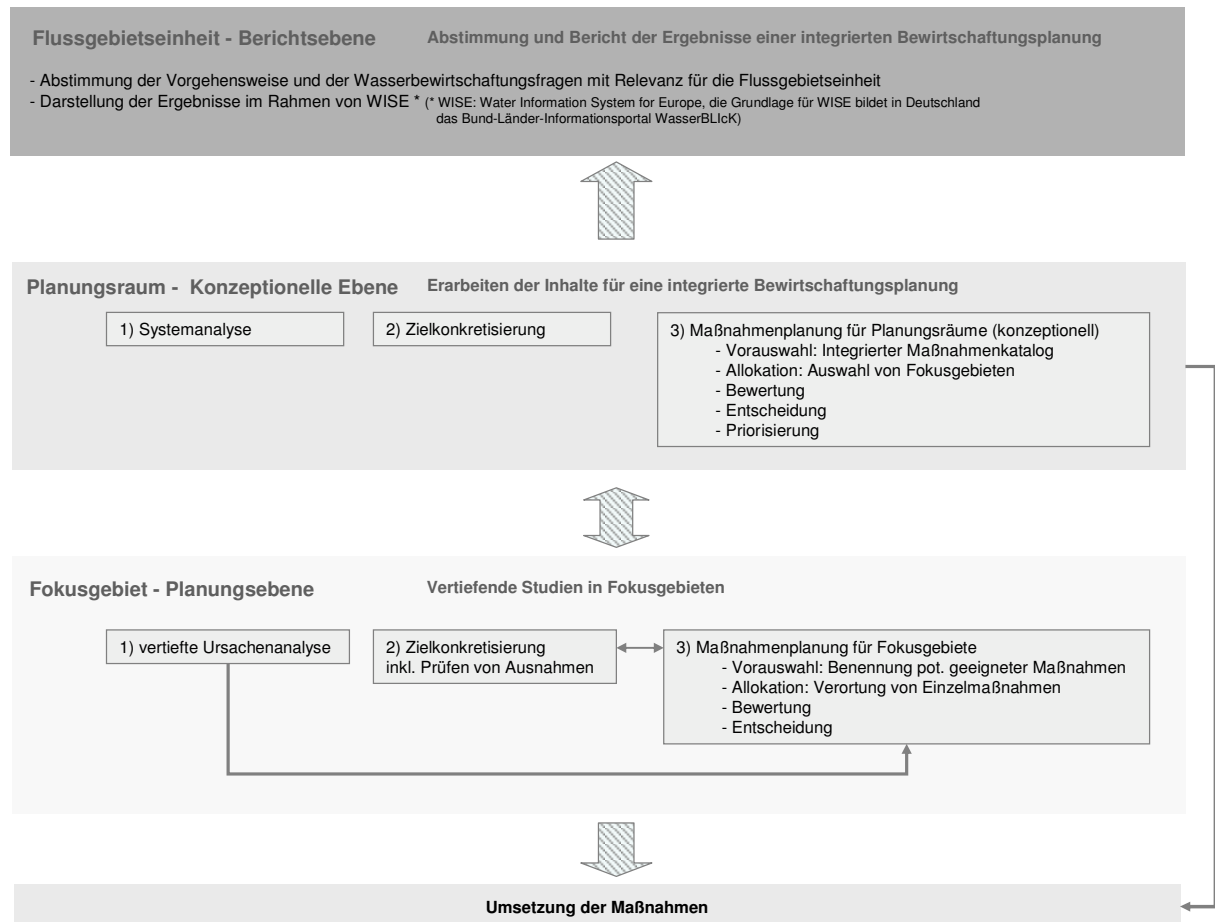 Flussgebietseinheit - Berichtsebene Abstimmung und Bericht der Ergebnisse einer integrierten Bewirtschaftungsplanung
- Abstimmung der Vorgehensweise und der Wasserbewirtschaftungsfragen mit Relevanz für die Flussgebietseinheit
- Darstellung der Ergebnisse im Rahmen von WISE * (* WISE: Water Information System for Europe, die Grundlage für WISE bildet in Deutschland
das Bund-Länder-Informationsportal WasserBLIcK)
Planungsraum - Konzeptionelle Ebene Erarbeiten der Inhalte für eine integrierte Bewirtschaftungsplanung
1) Systemanalyse
2) Zielkonkretisierung
3) Maßnahmenplanung für Planungsräume (konzeptionell)
- Vorauswahl: Integrierter Maßnahmenkatalog
- Allokation: Auswahl von Fokusgebieten
- Bewertung
- Entscheidung
- Priorisierung
Fokusgebiet - Planungsebene Vertiefende Studien in Fokusgebieten
1) vertiefte Ursachenanalyse
2) Zielkonkretisierung
inkl. Prüfen von Ausnahmen
3) Maßnahmenplanung für Fokusgebiete
- Vorauswahl: Benennung pot. geeigneter Maßnahmen
- Allokation: Verortung von Einzelmaßnahmen
- Bewertung
- Entscheidung
Umsetzung der Maßnahmen